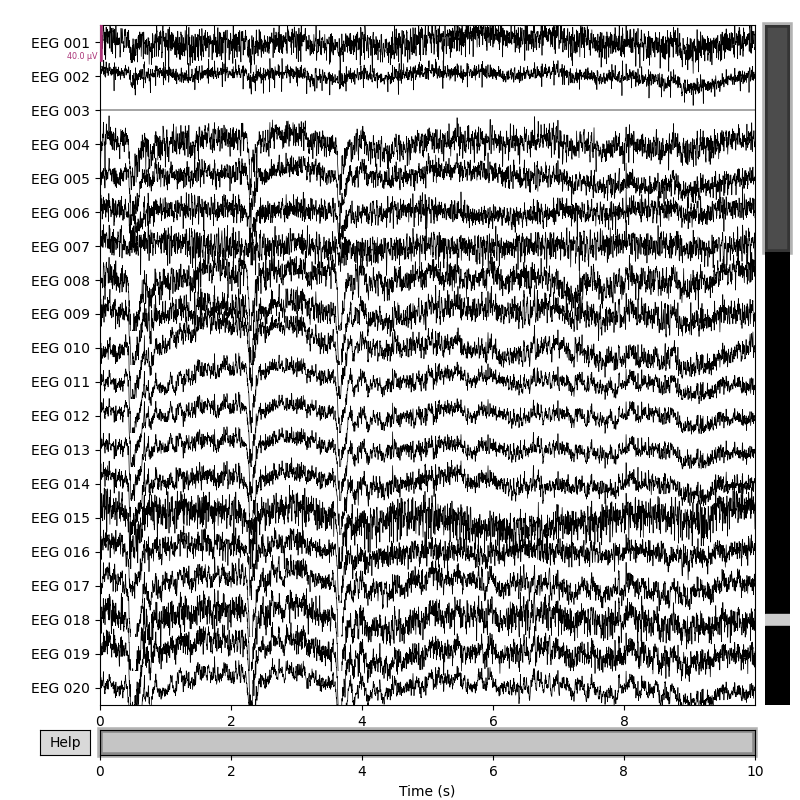 EEG 001
40.0 µV
EEG 002
EEG 003
EEG 004
EEG 005
EEG 006
EEG 007
EEG 008
EEG 009
EEG 010
EEG 011
EEG 012
EEG 013
EEG 014
EEG 015
EEG 016
EEG 017
EEG 018
EEG 019
EEG 020
0 2 4 6 8
Help
0 2 4 6 8 10
Time (s)